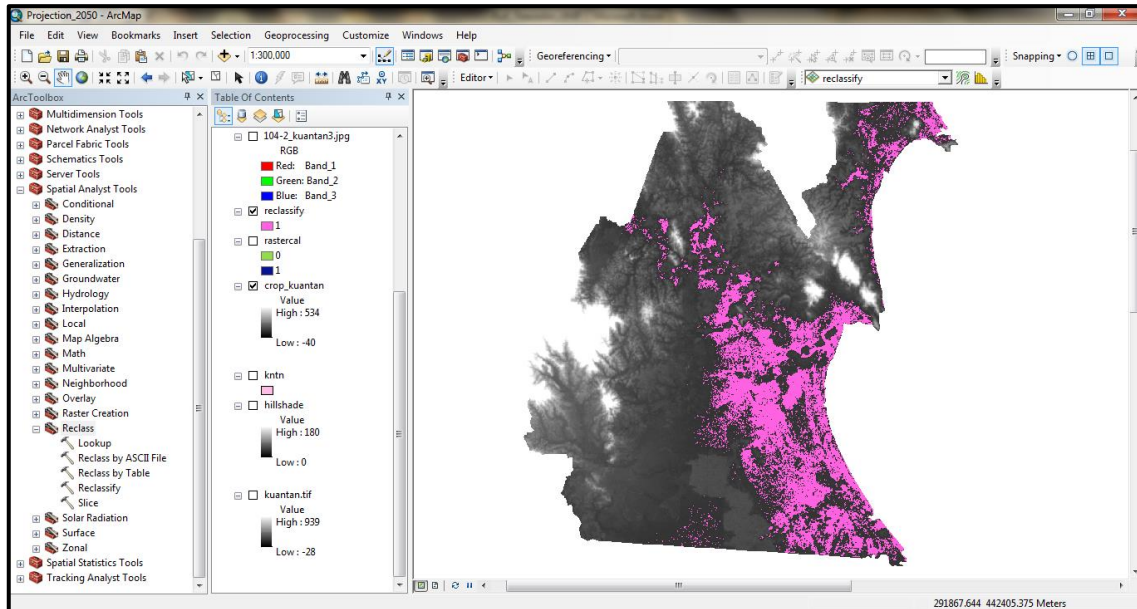 Projection_2050 - ArcMap
File Edit View Bookmarks Insert Selection Geoprocessing Customize Windows Help
1:300,000 Georeferencing Snapping
Editor reclassify
ArcToolbox
Multidimension Tools
Network Analyst Tools
Parcel Fabric Tools
Schematics Tools
Server Tools
Spatial Analyst Tools
Conditional
Density
Distance
Extraction
Generalization
Groundwater
Hydrology
Interpolation
Local
Map Algebra
Math
Multivariate
Neighborhood
Overlay
Raster Creation
Reclass
Lookup
Reclass by ASCII File
Reclass by Table
Reclassify
Slice
Solar Radiation
Surface
Zonal
Spatial Statistics Tools
Tracking Analyst Tools
Table Of Contents
104-2_kuantan3.jpg
RGB
Red: Band_1
Green: Band_2
Blue: Band_3
reclassify
1
rastercal
0
1
crop_kuantan
Value
High : 534
Low : -40
kntn
hillshade
Value
High : 180
Low : 0
kuantan.tif
Value
High : 939
Low : -28
291867.644 442405.375 Meters